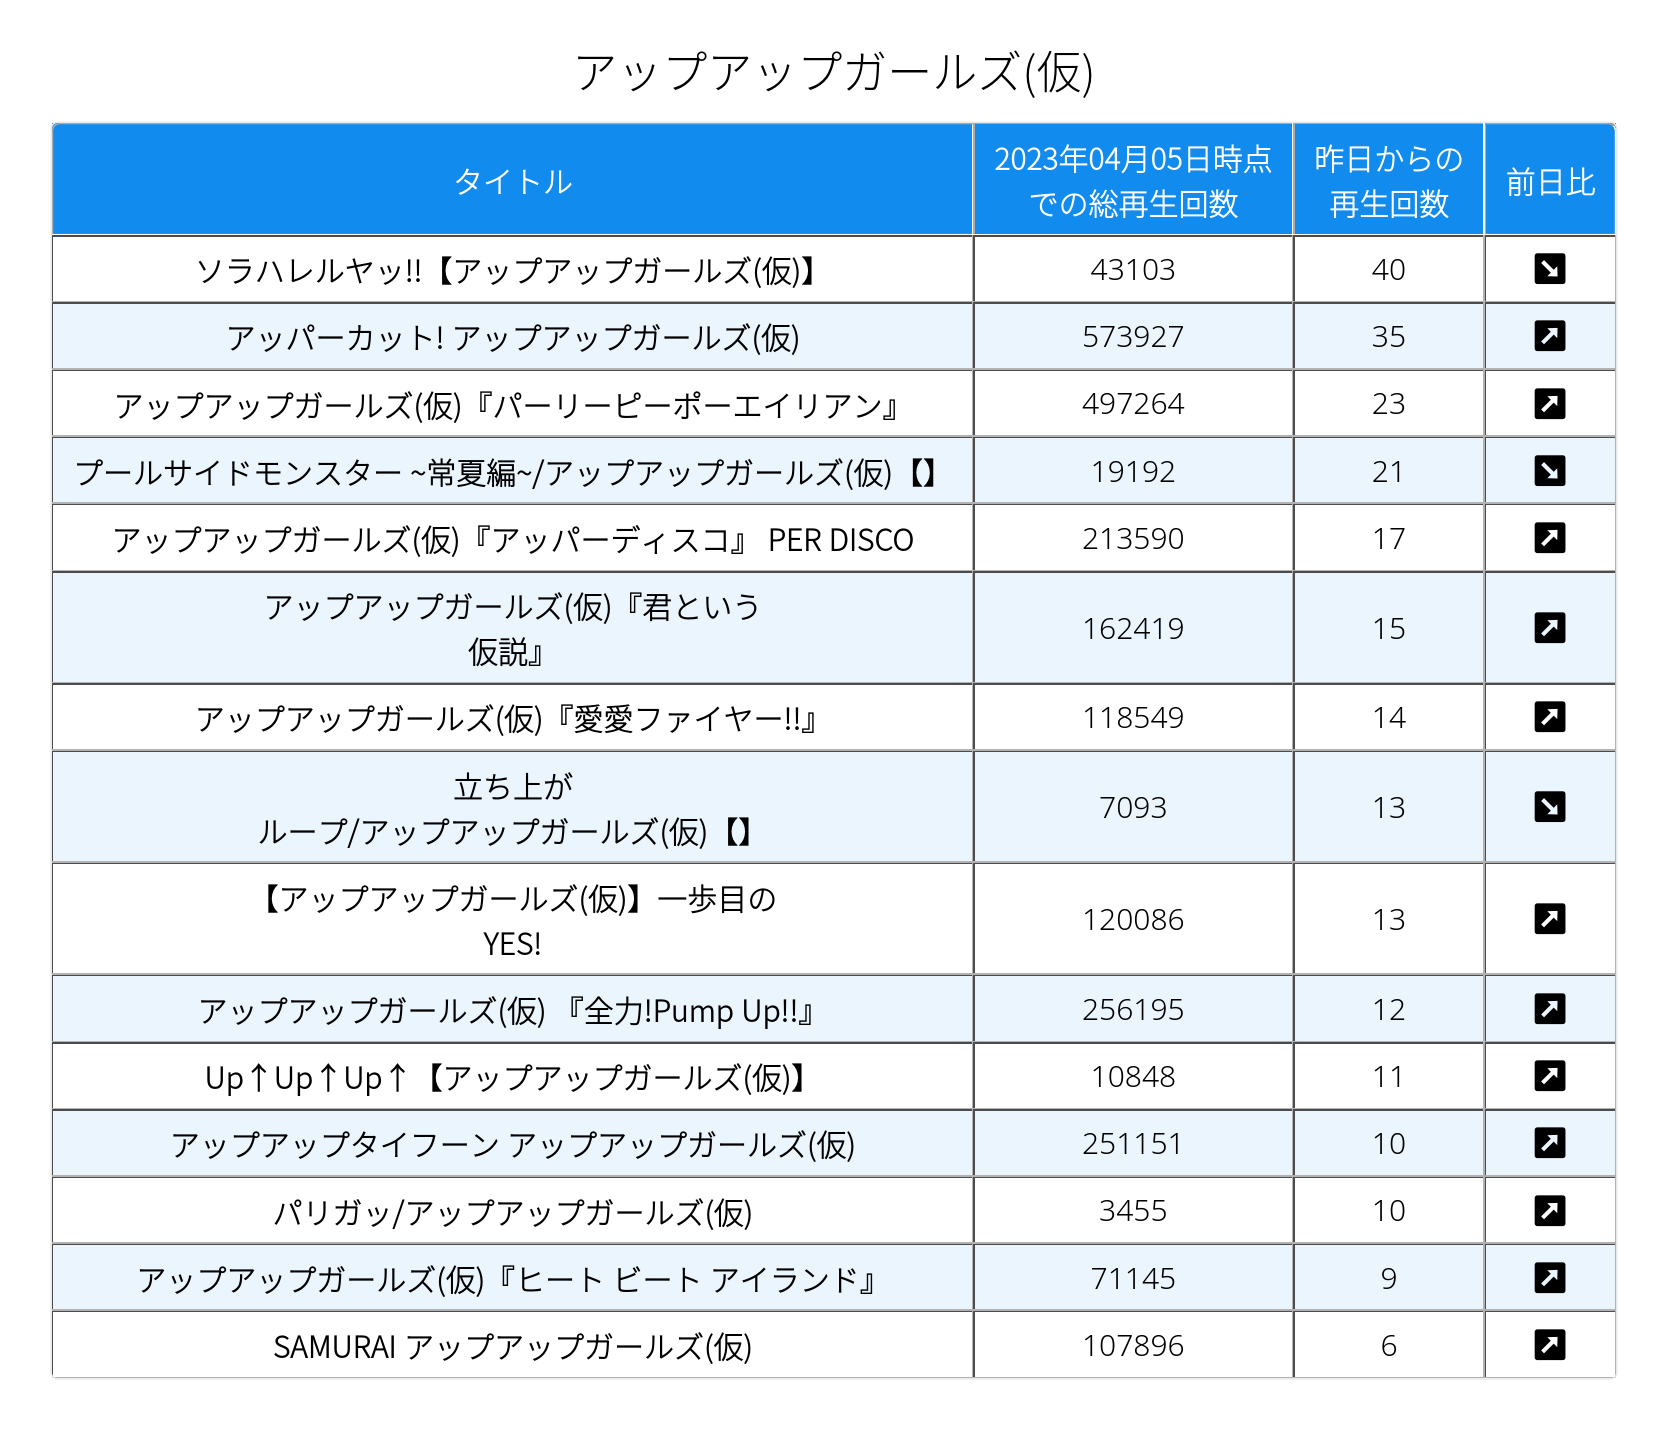 アップアップガールズ(仮)
タイトル 2023年04月05日時点での総再生回数 昨日からの再生回数 前日比
ソラハレルヤッ!!【アップアップガールズ(仮)】 43103 40 ↘
アッパーカット! アップアップガールズ(仮) 573927 35 ↗
アップアップガールズ(仮)『パーリーピーポーエイリアン』 497264 23 ↗
プールサイドモンスター ~常夏編~/アップアップガールズ(仮)【】 19192 21 ↘
アップアップガールズ(仮)『アッパーディスコ』 PER DISCO 213590 17 ↗
アップアップガールズ(仮)『君という
仮説』 162419 15 ↗
アップアップガールズ(仮)『愛愛ファイヤー!!』 118549 14 ↗
立ち上が
ループ/アップアップガールズ(仮)【】 7093 13 ↘
【アップアップガールズ(仮)】一歩目の
YES! 120086 13 ↗
アップアップガールズ(仮) 『全力!Pump Up!!』 256195 12 ↗
Up↑Up↑Up↑【アップアップガールズ(仮)】 10848 11 ↗
アップアップタイフーン アップアップガールズ(仮) 251151 10 ↗
パリガッ/アップアップガールズ(仮) 3455 10 ↗
アップアップガールズ(仮)『ヒート ビート アイランド』 71145 9 ↗
SAMURAI アップアップガールズ(仮) 107896 6 ↗